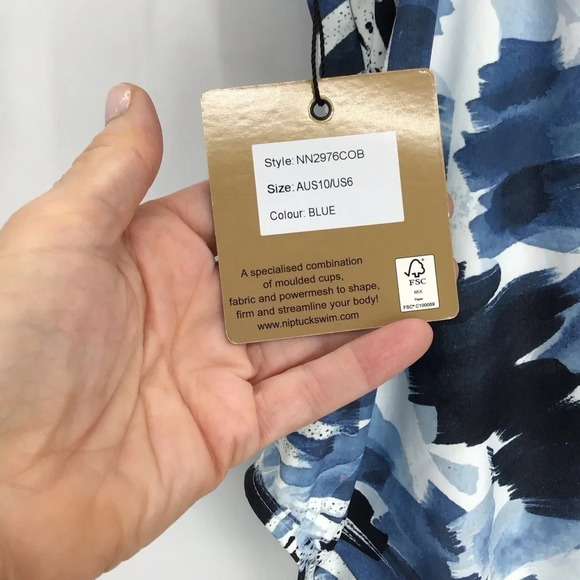 Style: NN2976COB
Size: AUS10/US6
Colour: BLUE
A specialised combination
of moulded cups,
fabric and powermesh to shape,
firm and streamline your body!
www.niptuckswim.com
FSC
MIX
Paper
FSC® C100059